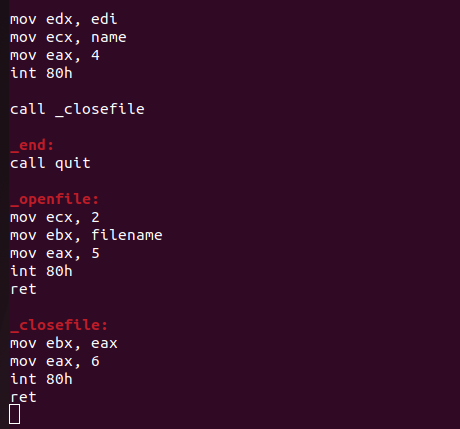 mov edx, edi
mov ecx, name
mov eax, 4
int 80h
call _closefile
_end:
call quit
_openfile:
mov ecx, 2
mov ebx, filename
mov eax, 5
int 80h
ret
_closefile:
mov ebx, eax
mov eax, 6
int 80h
ret